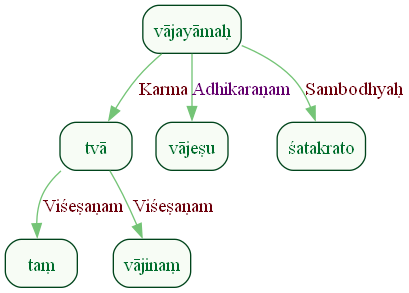 vājayāmaḥ
Karma Adhikaraṇam Sambodhyaḥ
tvā vājeṣu śatakrato
Viśeṣaṇam Viśeṣaṇam
taṃ vājinaṃ